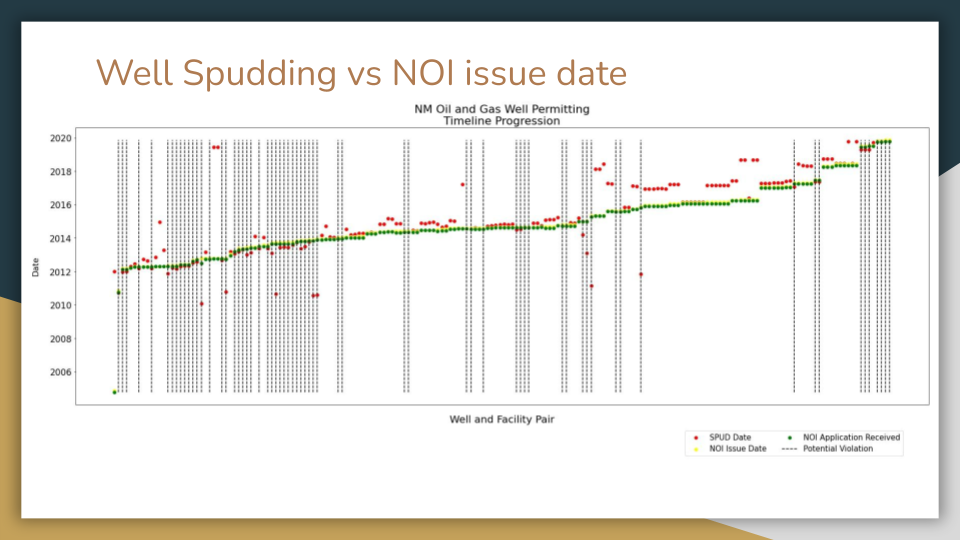 Well Spudding vs NOI issue date
NM Oil and Gas Well Permitting
Timeline Progression
2020
2018
2016
2014
2012
2010
2008
2006
Date
Well and Facility Pair
SPUD Date
NOI Issue Date
NOI Application Received
Potential Violation